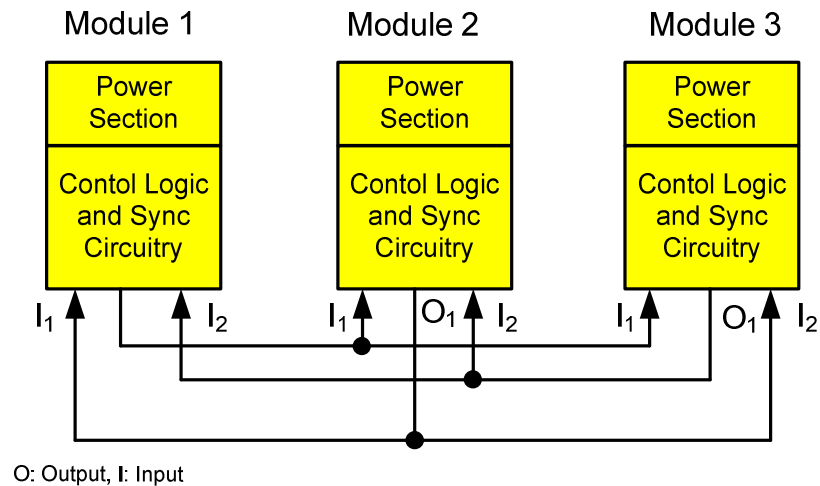 Module 1 Module 2 Module 3
Power Section
Power Section
Power Section
Contol Logic and Sync Circuitry
Contol Logic and Sync Circuitry
Contol Logic and Sync Circuitry
I₁ I₂ I₁ O₁ I₂ I₁ O₁ I₂
O: Output, I: Input